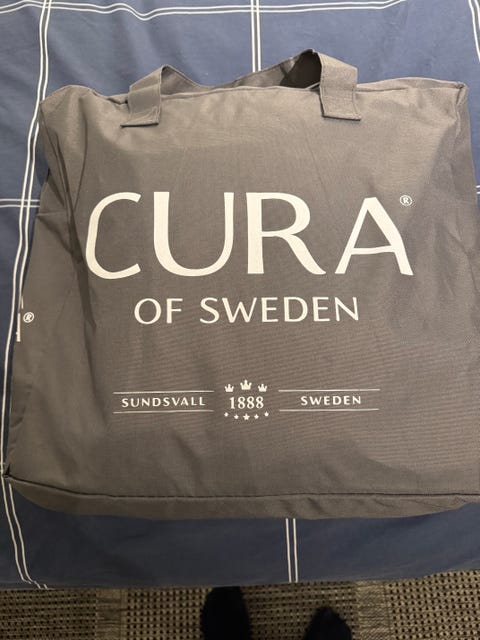 CURA®
OF SWEDEN
SUNDSVALL 1888 SWEDEN
®